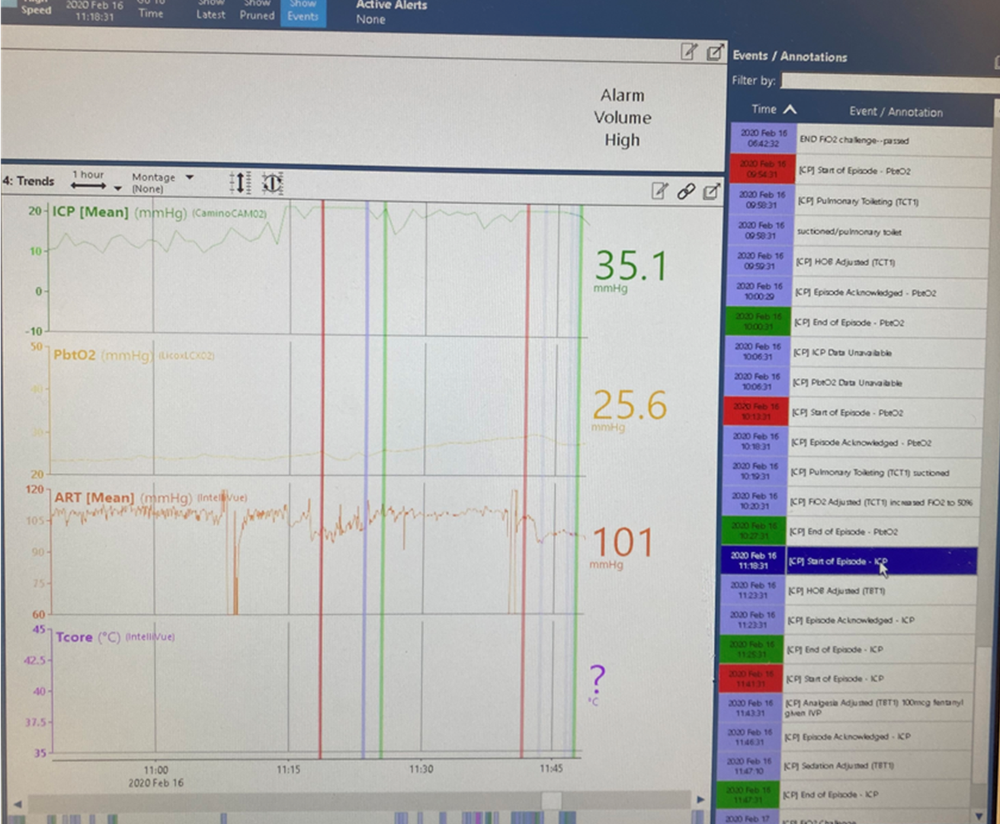 Speed
2020 Feb 16
11:18:31
Time
Show
Latest
Show
Pruned
Show
Events
Active Alerts
None
Alarm
Volume
High
4: Trends
1 hour
Montage
(None)
20
ICP [Mean] (mmHg) (CaminoCAM02)
10
0
-10
35.1
mmHg
50
PbtO2 (mmHg) (LicoxLCX02)
40
30
20
25.6
mmHg
120
ART [Mean] (mmHg) (IntelliVue)
105
90
75
60
101
mmHg
45
Tcore (°C) (IntelliVue)
42.5
40
37.5
35
?
°C
11:00
11:15
11:30
11:45
2020 Feb 16
Events / Annotations
Filter by:
Time
Event / Annotation
2020 Feb 16
06:42:32
END FiO2 challenge--passed
2020 Feb 16
09:54:31
[CP] Start of Episode - PbtO2
2020 Feb 16
09:58:31
[CP] Pulmonary Toileting (TCT1)
2020 Feb 16
09:58:31
suctioned/pulmonary toilet
2020 Feb 16
09:59:31
[CP] HOB Adjusted (TCT1)
2020 Feb 16
10:00:29
[CP] Episode Acknowledged - PbtO2
2020 Feb 16
10:00:31
[CP] End of Episode - PbtO2
2020 Feb 16
10:06:31
[CP] ICP Data Unavailable
2020 Feb 16
10:06:31
[CP] PbtO2 Data Unavailable
2020 Feb 16
10:13:31
[CP] Start of Episode - PbtO2
2020 Feb 16
10:18:31
[CP] Episode Acknowledged - PbtO2
2020 Feb 16
10:19:31
[CP] Pulmonary Toileting (TCT1) suctioned
2020 Feb 16
10:20:31
[CP] FiO2 Adjusted (TCT1) increased FiO2 to 50%
2020 Feb 16
10:27:31
[CP] End of Episode - PbtO2
2020 Feb 16
11:18:31
[CP] Start of Episode - ICP
2020 Feb 16
11:23:31
[CP] HOB Adjusted (TBT1)
2020 Feb 16
11:23:31
[CP] Episode Acknowledged - ICP
2020 Feb 16
11:25:31
[CP] End of Episode - ICP
2020 Feb 16
11:41:31
[CP] Start of Episode - ICP
2020 Feb 16
11:43:31
[CP] Analgesia Adjusted (TBT1) 100mcg fentanyl
given IVP
2020 Feb 16
11:46:31
[CP] Episode Acknowledged - ICP
2020 Feb 16
11:47:10
[CP] Sedation Adjusted (TBT1)
2020 Feb 16
11:47:31
[CP] End of Episode - ICP
2020 Feb 17
[CP] FiO2 Challenge